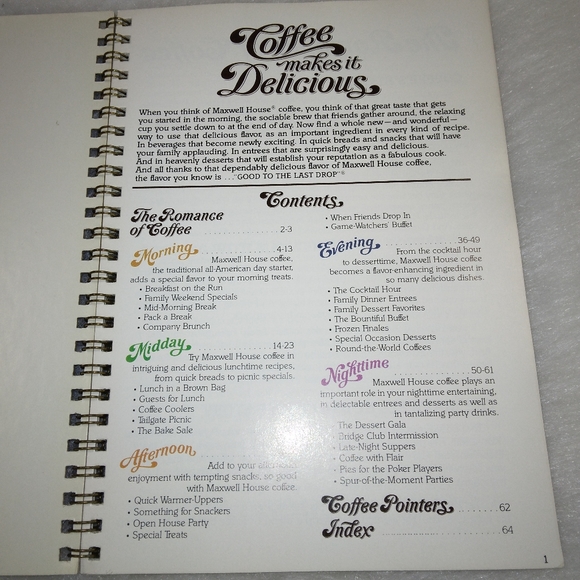 Coffee
makes it
Delicious
When you think of Maxwell House® coffee, you think of that great taste that gets
you started in the morning, the sociable brew that friends gather around, the relaxing
cup you settle down to at the end of day. Now find a whole new—and wonderful—
way to use that delicious flavor, as an important ingredient in every kind of recipe.
In beverages that become newly exciting. In quick breads and snacks that will have
your family applauding. In entrees that are surprisingly easy and delicious.
And in heavenly desserts that will establish your reputation as a fabulous cook.
And all thanks to that dependably delicious flavor of Maxwell House coffee,
the flavor you know is ..."GOOD TO THE LAST DROP"®
Contents
The Romance
of Coffee 2-3
Morning 4-13
Maxwell House coffee,
the traditional all-American day starter,
adds a special flavor to your morning treats.
• Breakfast on the Run
• Family Weekend Specials
• Mid-Morning Break
• Pack a Break
• Company Brunch
Midday 14-23
Try Maxwell House coffee in
intriguing and delicious lunchtime recipes,
from quick breads to picnic specials.
• Lunch in a Brown Bag
• Guests for Lunch
• Coffee Coolers
• Tailgate Picnic
• The Bake Sale
Afternoon
Add to your afternoon
enjoyment with tempting snacks, so good
with Maxwell House coffee.
• Quick Warmer-Uppers
• Something for Snackers
• Open House Party
• Special Treats
• When Friends Drop In
• Game-Watchers' Buffet
Evening 36-49
From the cocktail hour
to dessertime, Maxwell House coffee
becomes a flavor-enhancing ingredient in
so many delicious dishes.
• The Cocktail Hour
• Family Dinner Entrees
• Family Dessert Favorites
• The Bountiful Buffet
• Frozen Finales
• Special Occasion Desserts
• Round-the-World Coffees
Nighttime 50-61
Maxwell House coffee plays an
important role in your nighttime entertaining,
in delectable entrees and desserts as well as
in tantalizing party drinks.
• The Dessert Gala
• Bridge Club Intermission
• Late-Night Suppers
• Coffee with Flair
• Pies for the Poker Players
• Spur-of-the-Moment Parties
Coffee Pointers 62
Index 64
1